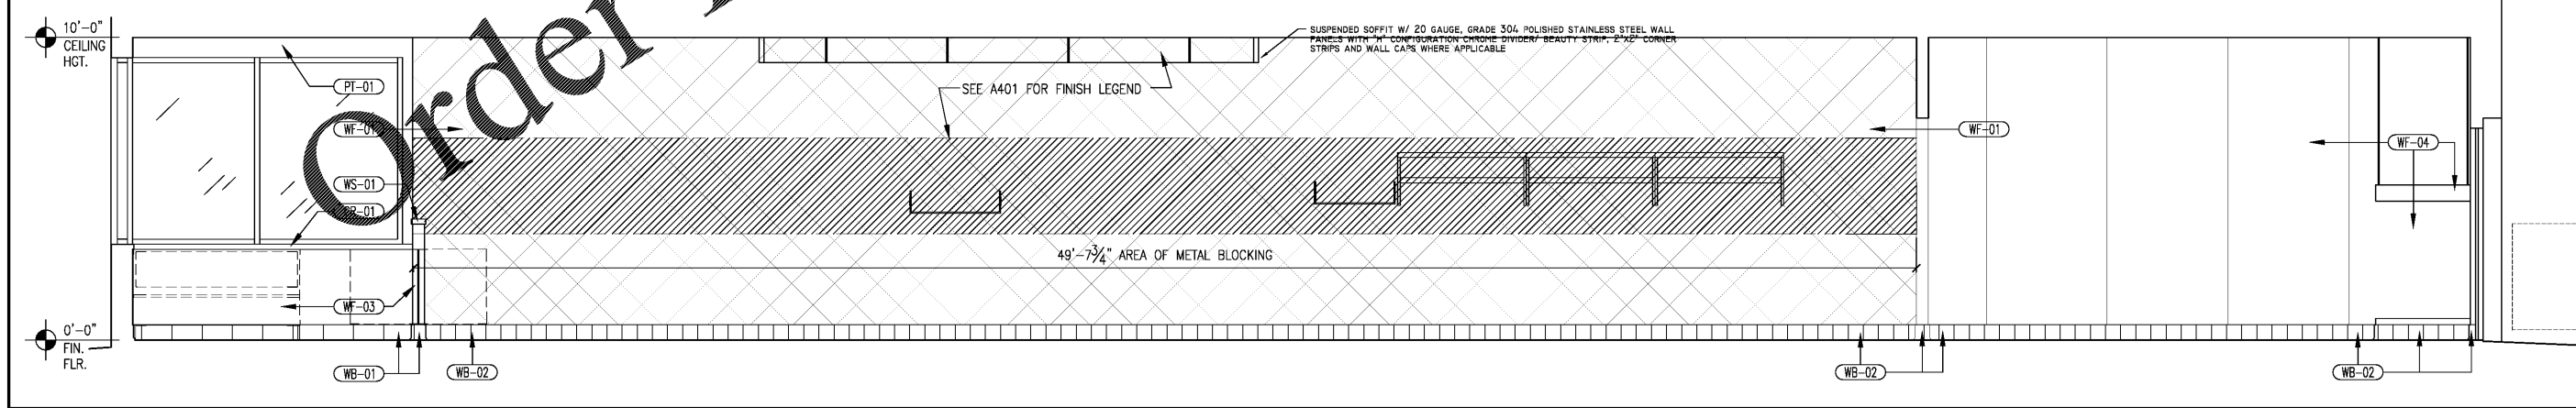 10'-0"
CEILING
HGT.
SUSPENDED SOFFIT W/ 20 GAUGE, GRADE 304 POLISHED STAINLESS STEEL WALL
PANELS WITH "H" CONFIGURATION CHROME DIVIDER/ BEAUTY STRIP, 2"X2" CORNER
STRIPS AND WALL CAPS WHERE APPLICABLE
PT-01
SEE A401 FOR FINISH LEGEND
WF-01
WF-01
WF-04
WS-01
Order
49'-7¾" AREA OF METAL BLOCKING
WF-03
0'-0"
FIN.
FLR.
WB-01
WB-02
WB-02
WB-02